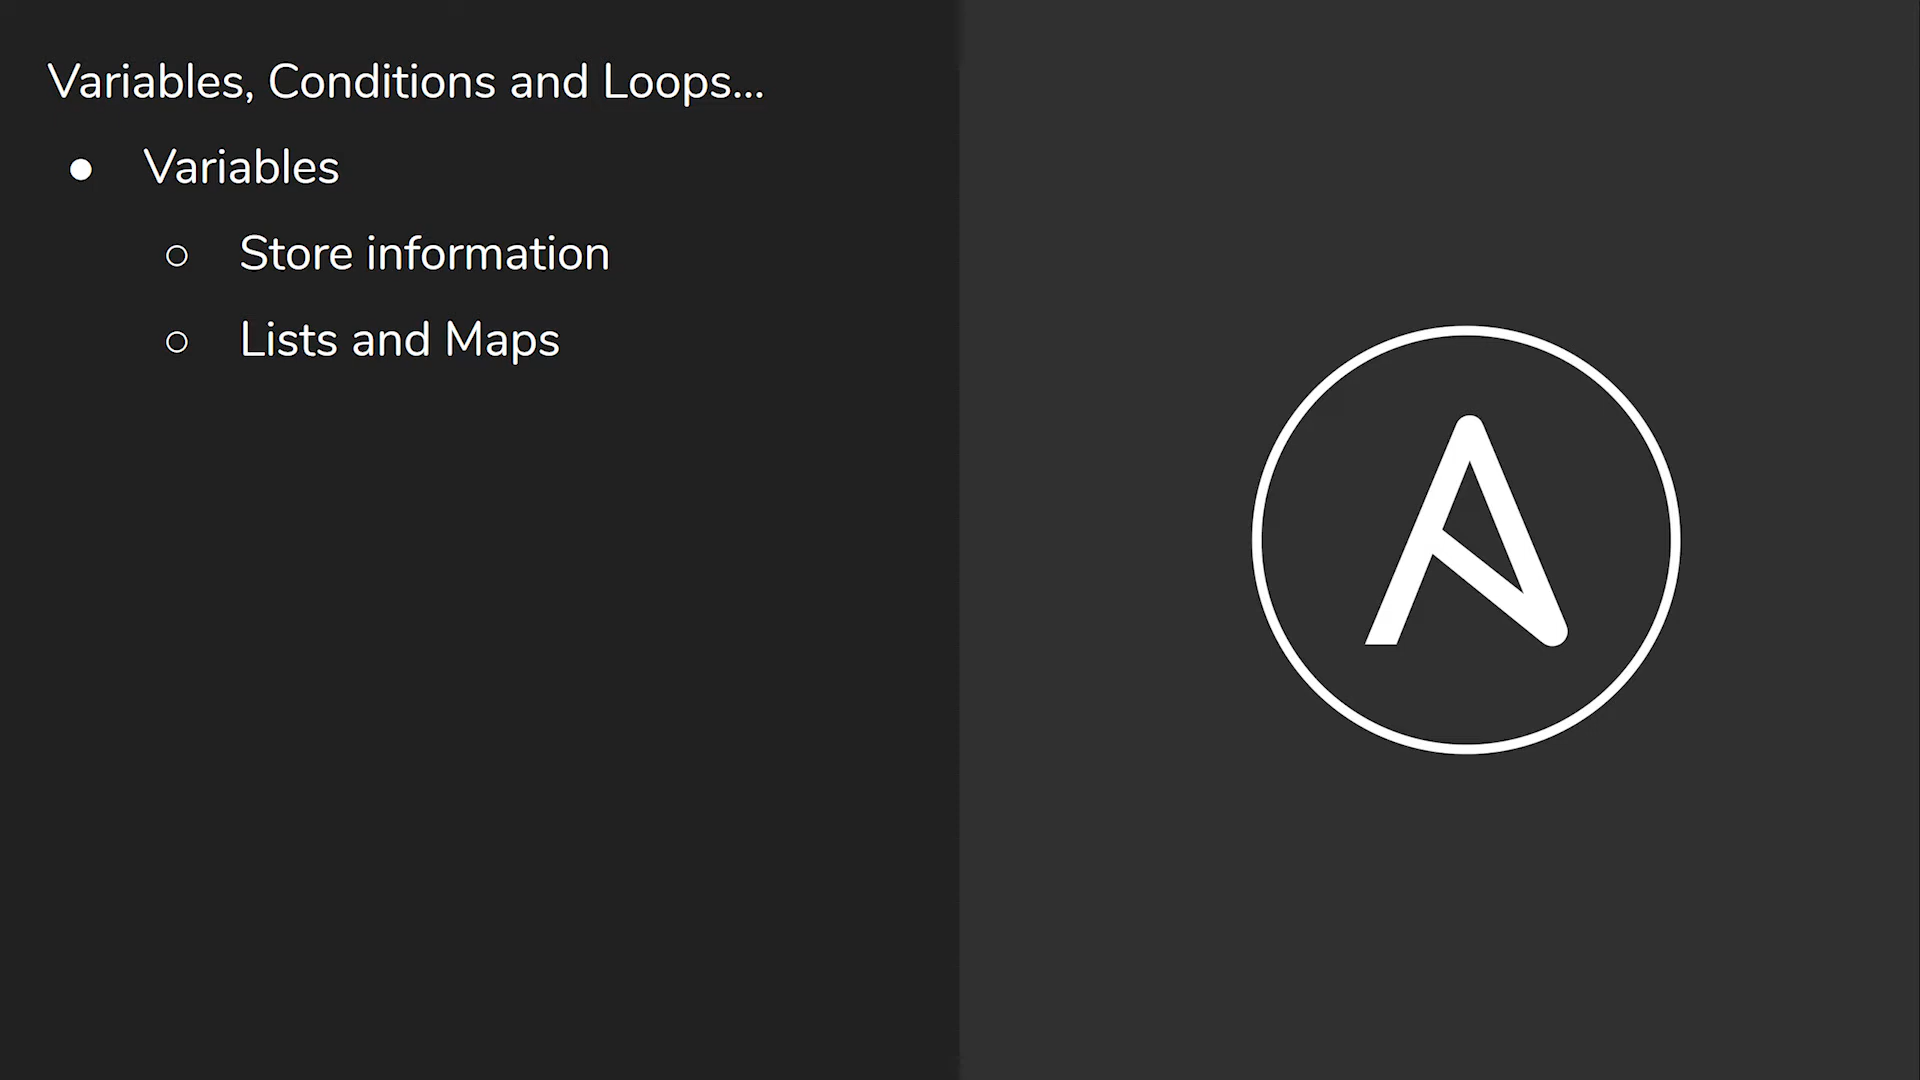 Variables, Conditions and Loops...
● Variables
○ Store information
○ Lists and Maps